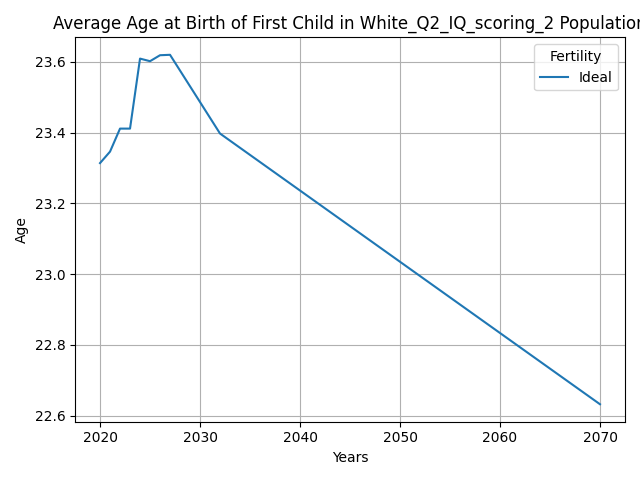 Average Age at Birth of First Child in White_Q2_IQ_scoring_2 Population
Fertility
Ideal
23.6
23.4
23.2
23.0
22.8
22.6
Age
2020 2030 2040 2050 2060 2070
Years